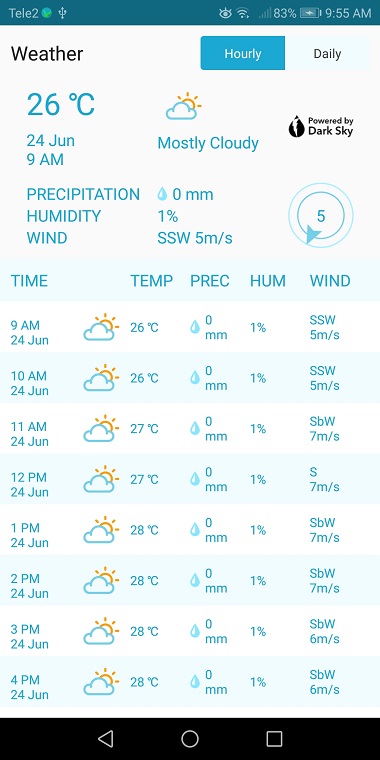 Tele2 83% 9:55 AM
Weather Hourly Daily
26 ℃
24 Jun
9 AM
Mostly Cloudy
Powered by
Dark Sky
PRECIPITATION 0 mm
HUMIDITY 1%
WIND SSW 5m/s
5
TIME TEMP PREC HUM WIND
9 AM
24 Jun
26 ℃
0
mm
1%
SSW
5m/s
10 AM
24 Jun
26 ℃
0
mm
1%
SSW
5m/s
11 AM
24 Jun
27 ℃
0
mm
1%
SbW
7m/s
12 PM
24 Jun
27 ℃
0
mm
1%
S
7m/s
1 PM
24 Jun
28 ℃
0
mm
1%
SbW
7m/s
2 PM
24 Jun
28 ℃
0
mm
1%
SbW
7m/s
3 PM
24 Jun
28 ℃
0
mm
1%
SbW
6m/s
4 PM
24 Jun
28 ℃
0
mm
1%
SbW
6m/s